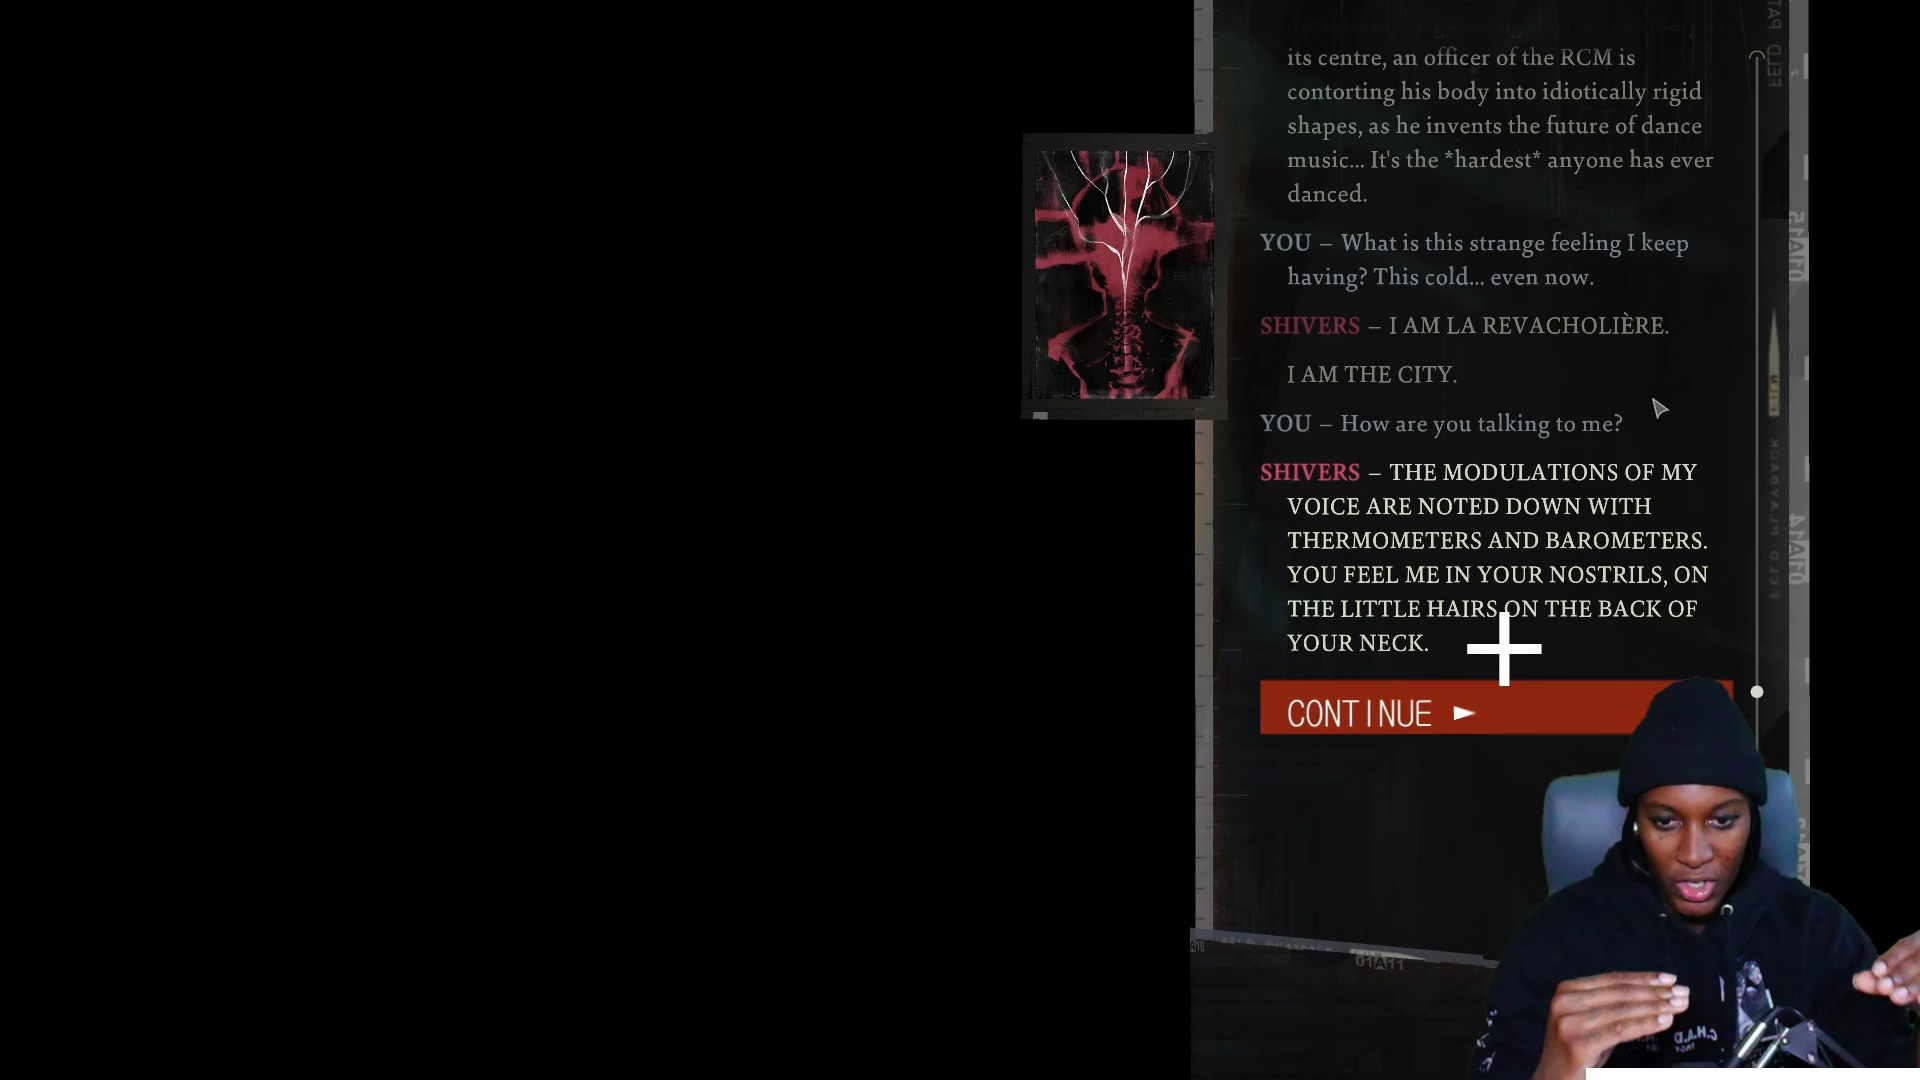 its centre, an officer of the RCM is
contorting his body into idiotically rigid
shapes, as he invents the future of dance
music... It's the *hardest* anyone has ever
danced.
YOU – What is this strange feeling I keep
having? This cold... even now.
SHIVERS – I AM LA REVACHOLIÈRE.
I AM THE CITY.
YOU – How are you talking to me?
SHIVERS – THE MODULATIONS OF MY
VOICE ARE NOTED DOWN WITH
THERMOMETERS AND BAROMETERS.
YOU FEEL ME IN YOUR NOSTRILS, ON
THE LITTLE HAIRS ON THE BACK OF
YOUR NECK.
CONTINUE
01A11